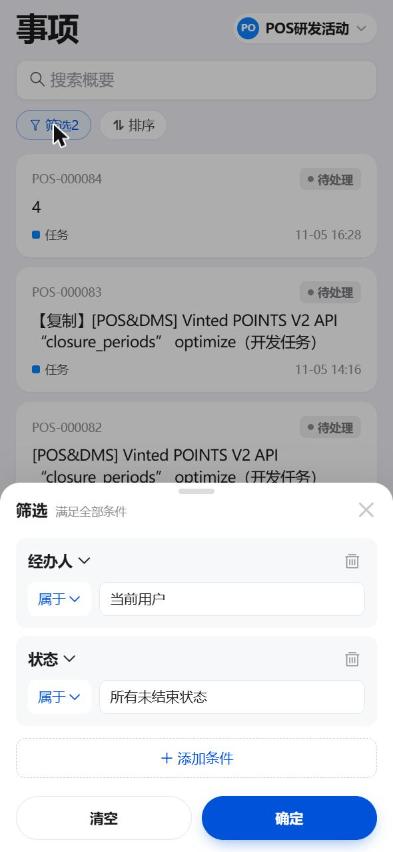 事项
PO POS研发活动
搜索概要
筛选2
排序
POS-000084
待处理
4
任务
11-05 16:28
POS-000083
待处理
【复制】[POS&DMS] Vinted POINTS V2 API
“closure_periods” optimize（开发任务）
任务
11-05 14:16
POS-000082
待处理
[POS&DMS] Vinted POINTS V2 API
“closure_periods” optimize（开发任务）
筛选 满足全部条件
经办人
属于
当前用户
状态
属于
所有未结束状态
+ 添加条件
清空
确定